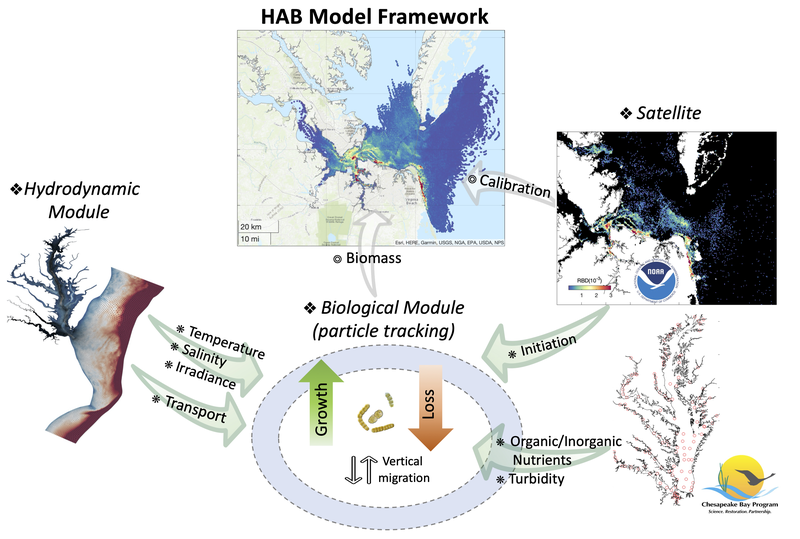 HAB Model Framework
20 km
10 mi
Esri, HERE, Garmin, USGS, NGA, EPA, USDA, NPS
❖ Satellite
◎ Calibration
RBD(10⁻³)
1 2 3
NOAA
❖Hydrodynamic
Module
◎ Biomass
❖ Biological Module
(particle tracking)
⁕ Temperature
⁕ Salinity
⁕ Irradiance
⁕ Transport
⁕ Initiation
Growth
Loss
Vertical
migration
⁕ Organic/Inorganic
Nutrients
⁕ Turbidity
Chesapeake Bay Program
Science. Restoration. Partnership.